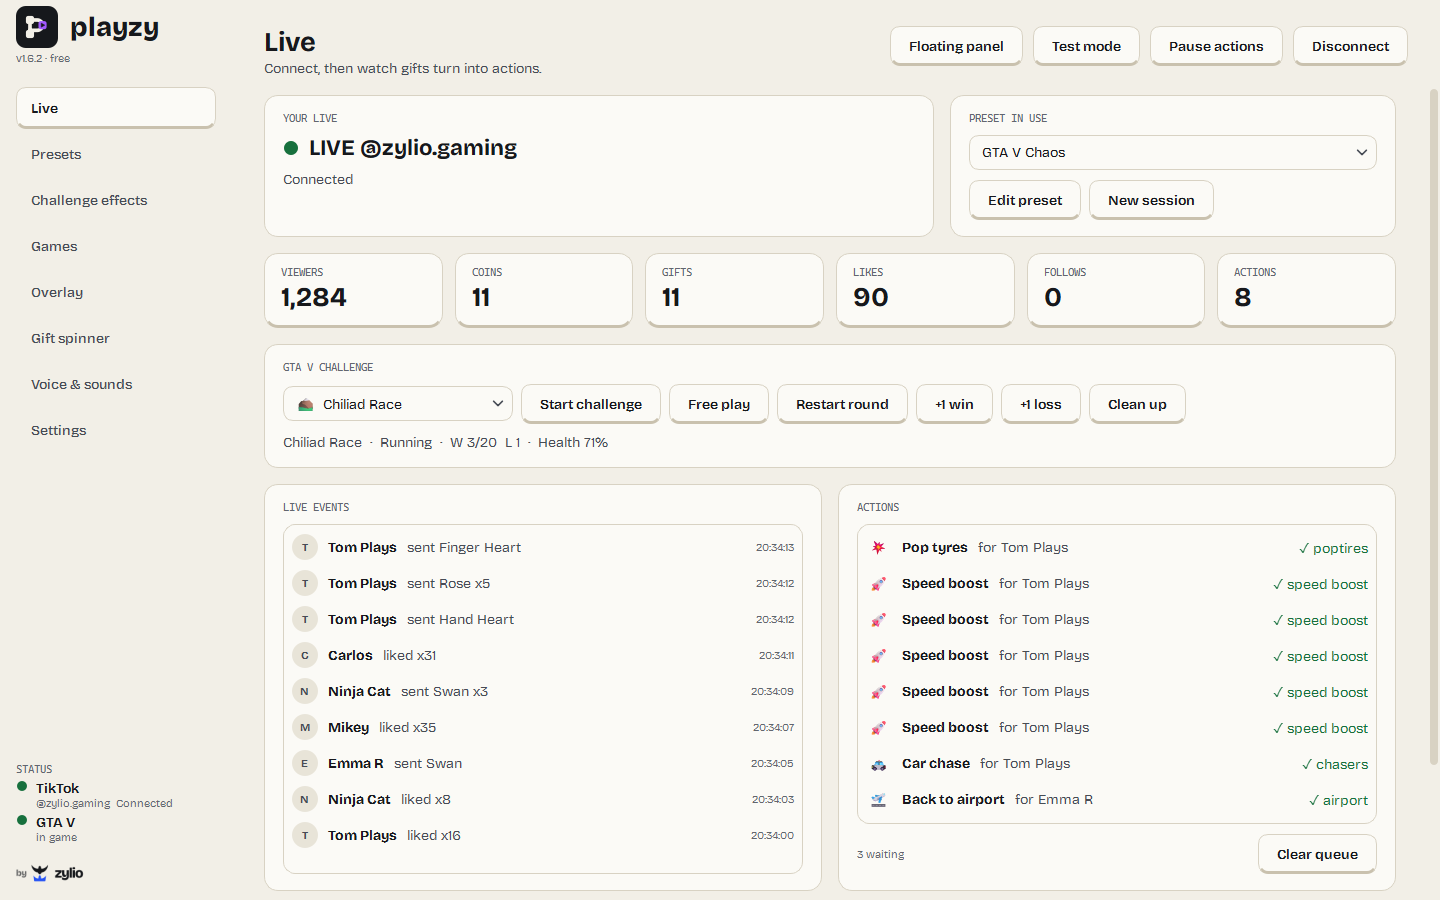 playzy
v1.6.2 · free
Live
Presets
Challenge effects
Games
Overlay
Gift spinner
Voice & sounds
Settings
STATUS
TikTok
@zylio.gaming Connected
GTA V
in game
by zylio
Live
Connect, then watch gifts turn into actions.
Floating panel
Test mode
Pause actions
Disconnect
YOUR LIVE
LIVE @zylio.gaming
Connected
PRESET IN USE
GTA V Chaos
Edit preset
New session
VIEWERS
1,284
COINS
11
GIFTS
11
LIKES
90
FOLLOWS
0
ACTIONS
8
GTA V CHALLENGE
Chiliad Race
Start challenge
Free play
Restart round
+1 win
+1 loss
Clean up
Chiliad Race · Running · W 3/20 L 1 · Health 71%
LIVE EVENTS
T Tom Plays sent Finger Heart 20:34:13
T Tom Plays sent Rose x5 20:34:12
T Tom Plays sent Hand Heart 20:34:12
C Carlos liked x31 20:34:11
N Ninja Cat sent Swan x3 20:34:09
M Mikey liked x35 20:34:07
E Emma R sent Swan 20:34:05
N Ninja Cat liked x8 20:34:03
T Tom Plays liked x16 20:34:00
ACTIONS
Pop tyres for Tom Plays ✓ poptires
Speed boost for Tom Plays ✓ speed boost
Speed boost for Tom Plays ✓ speed boost
Speed boost for Tom Plays ✓ speed boost
Speed boost for Tom Plays ✓ speed boost
Speed boost for Tom Plays ✓ speed boost
Car chase for Tom Plays ✓ chasers
Back to airport for Emma R ✓ airport
3 waiting
Clear queue